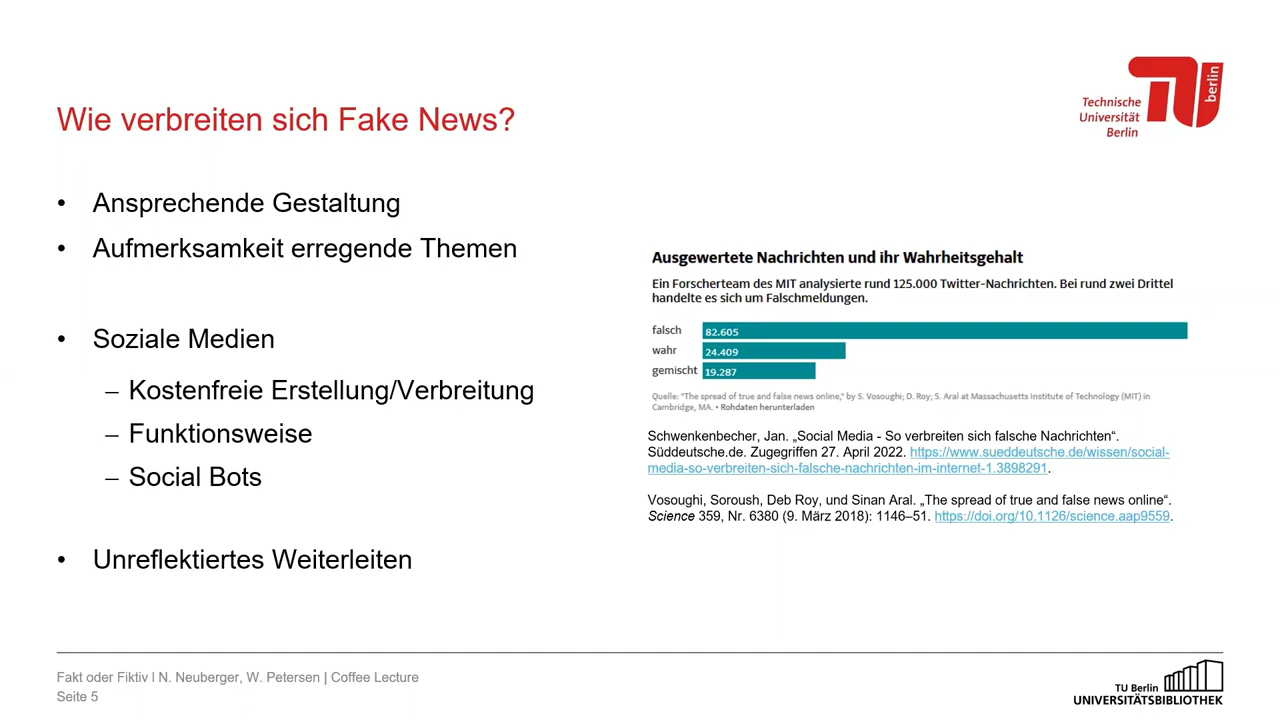 Technische
Universität
Berlin
berlin
Wie verbreiten sich Fake News?
• Ansprechende Gestaltung
• Aufmerksamkeit erregende Themen
• Soziale Medien
– Kostenfreie Erstellung/Verbreitung
– Funktionsweise
– Social Bots
• Unreflektiertes Weiterleiten
Ausgewertete Nachrichten und ihr Wahrheitsgehalt
Ein Forscherteam des MIT analysierte rund 125.000 Twitter-Nachrichten. Bei rund zwei Drittel
handelte es sich um Falschmeldungen.
falsch 82.605
wahr 24.409
gemischt 19.287
Quelle: "The spread of true and false news online," by S. Vosoughi; D. Roy; S. Aral at Massachusetts Institute of Technology (MIT) in
Cambridge, MA. • Rohdaten herunterladen
Schwenkenbecher, Jan. „Social Media - So verbreiten sich falsche Nachrichten“.
Süddeutsche.de. Zugegriffen 27. April 2022. https://www.sueddeutsche.de/wissen/social-
media-so-verbreiten-sich-falsche-nachrichten-im-internet-1.3898291.
Vosoughi, Soroush, Deb Roy, und Sinan Aral. „The spread of true and false news online“.
Science 359, Nr. 6380 (9. März 2018): 1146–51. https://doi.org/10.1126/science.aap9559.
Fakt oder Fiktiv I N. Neuberger, W. Petersen | Coffee Lecture
Seite 5
TU Berlin
UNIVERSITÄTSBIBLIOTHEK